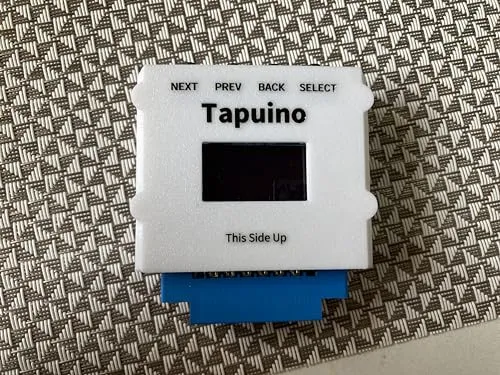 NEXT PREV BACK SELECT
Tapuino
This Side Up